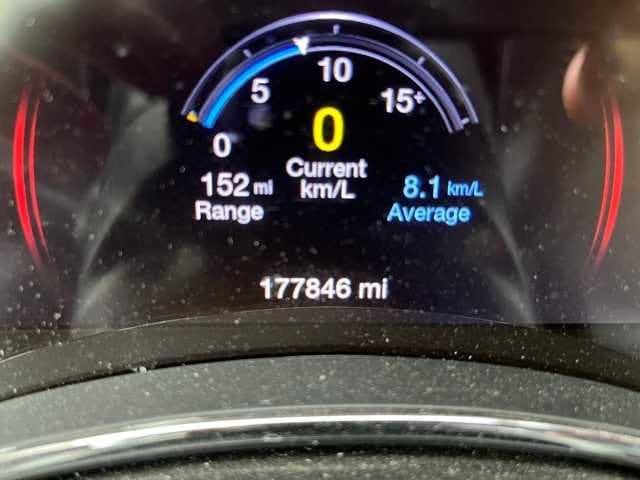 10
5
15+
0
0
Current
km/L
152 mi
Range
8.1 km/L
Average
177846 mi